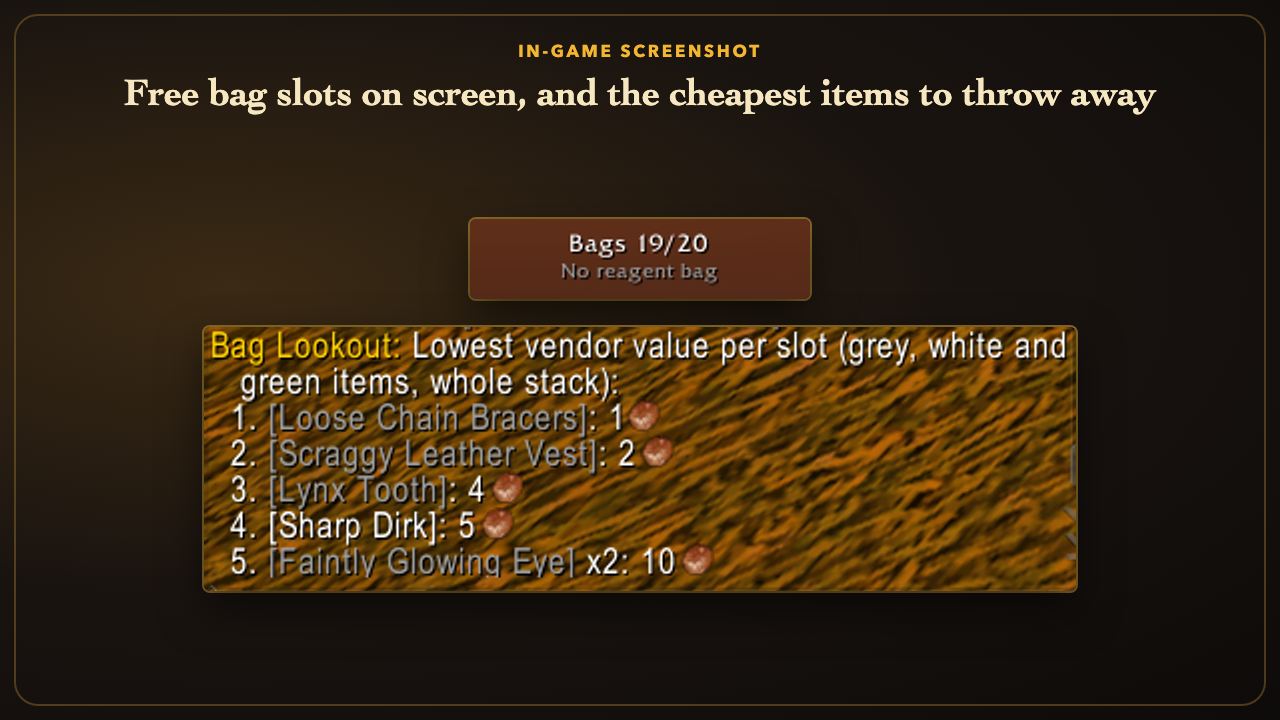 IN-GAME SCREENSHOT
Free bag slots on screen, and the cheapest items to throw away
Bags 19/20
No reagent bag
Bag Lookout: Lowest vendor value per slot (grey, white and
green items, whole stack):
1. [Loose Chain Bracers]: 1
2. [Scraggy Leather Vest]: 2
3. [Lynx Tooth]: 4
4. [Sharp Dirk]: 5
5. [Faintly Glowing Eye] x2: 10